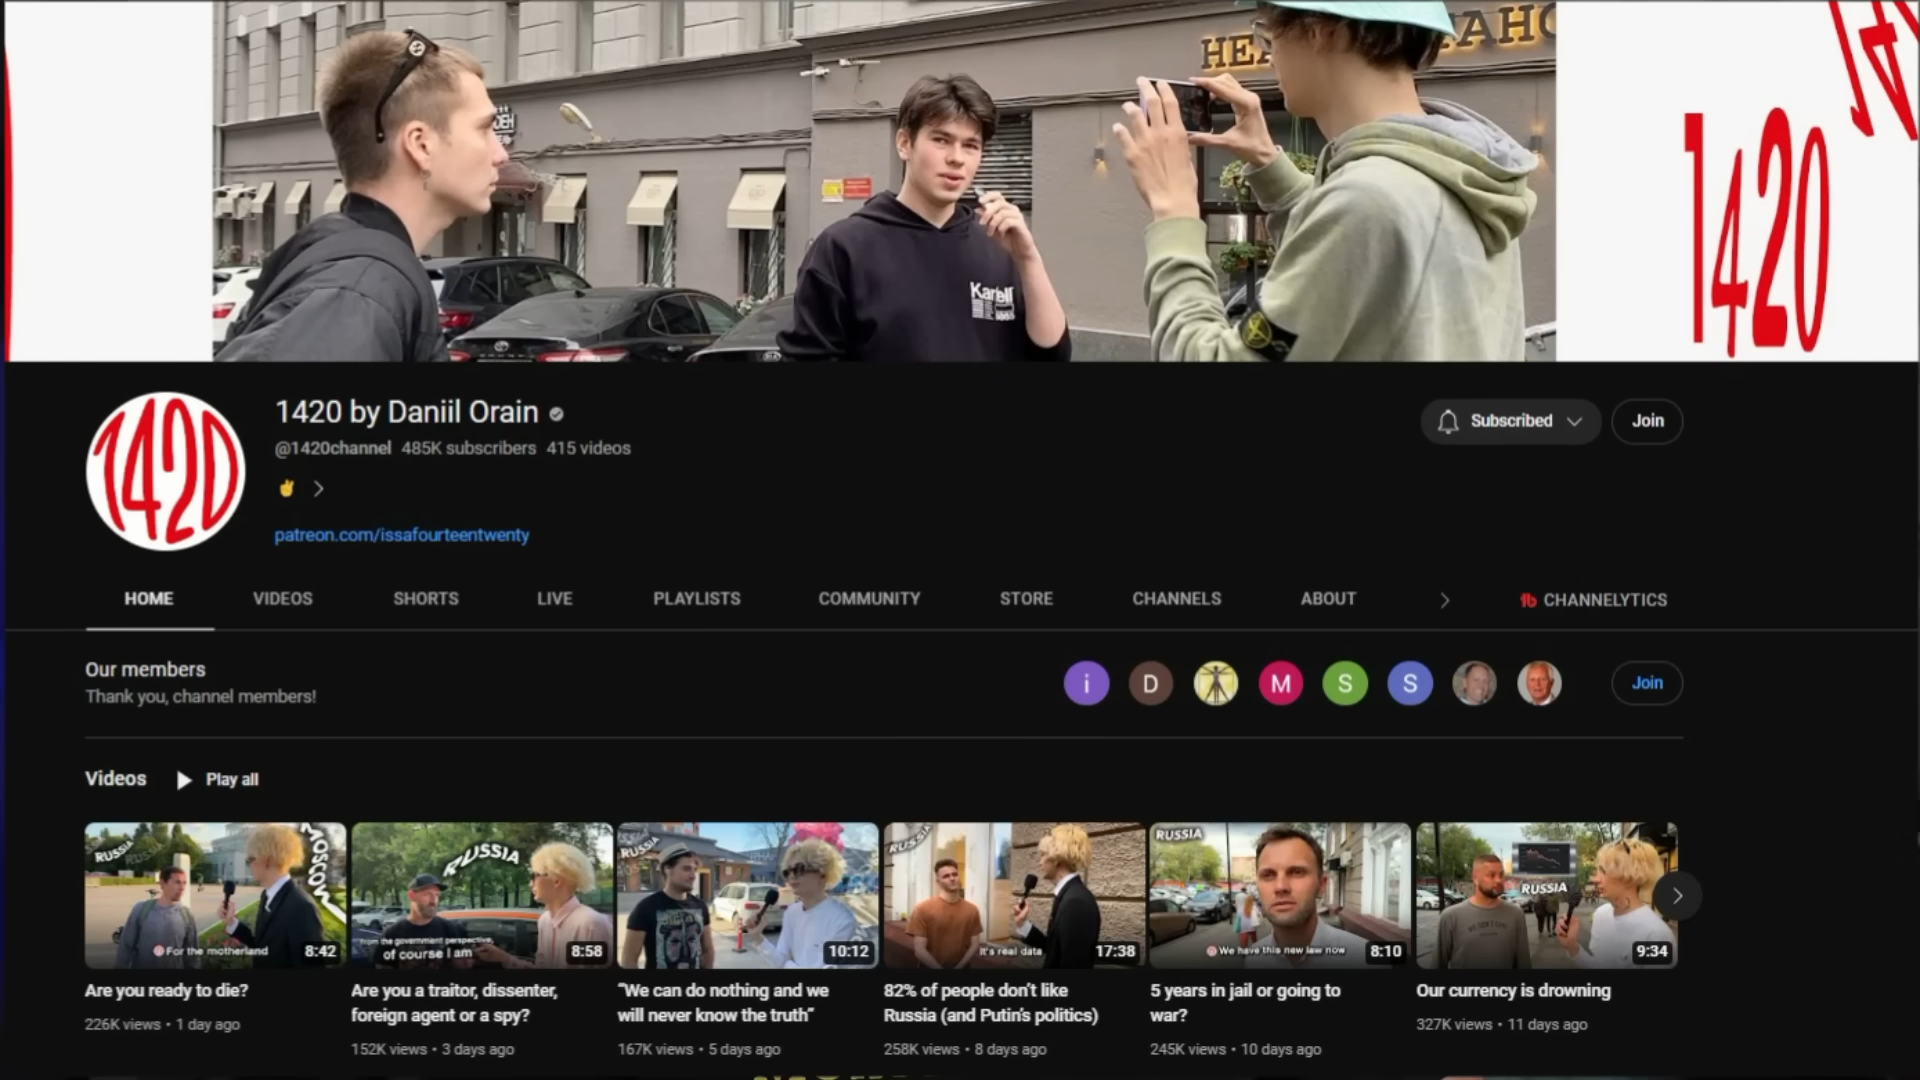 1420
1420 by Daniil Orain
@1420channel 485K subscribers 415 videos
patreon.com/issafourteentwenty
Subscribed
Join
HOME VIDEOS SHORTS LIVE PLAYLISTS COMMUNITY STORE CHANNELS ABOUT CHANNELYTICS
Our members
Thank you, channel members!
i D M S S
Join
Videos Play all
RUSSIA
MOSCOW
For the motherland
8:42
Are you ready to die?
226K views • 1 day ago
RUSSIA
from the government perspective,
of course I am
8:58
Are you a traitor, dissenter,
foreign agent or a spy?
152K views • 3 days ago
RUSSIA
10:12
"We can do nothing and we
will never know the truth"
167K views • 5 days ago
RUSSIA
It's real data
17:38
82% of people don't like
Russia (and Putin's politics)
258K views • 8 days ago
RUSSIA
We have this new law now
8:10
5 years in jail or going to
war?
245K views • 10 days ago
RUSSIA
9:34
Our currency is drowning
327K views • 11 days ago